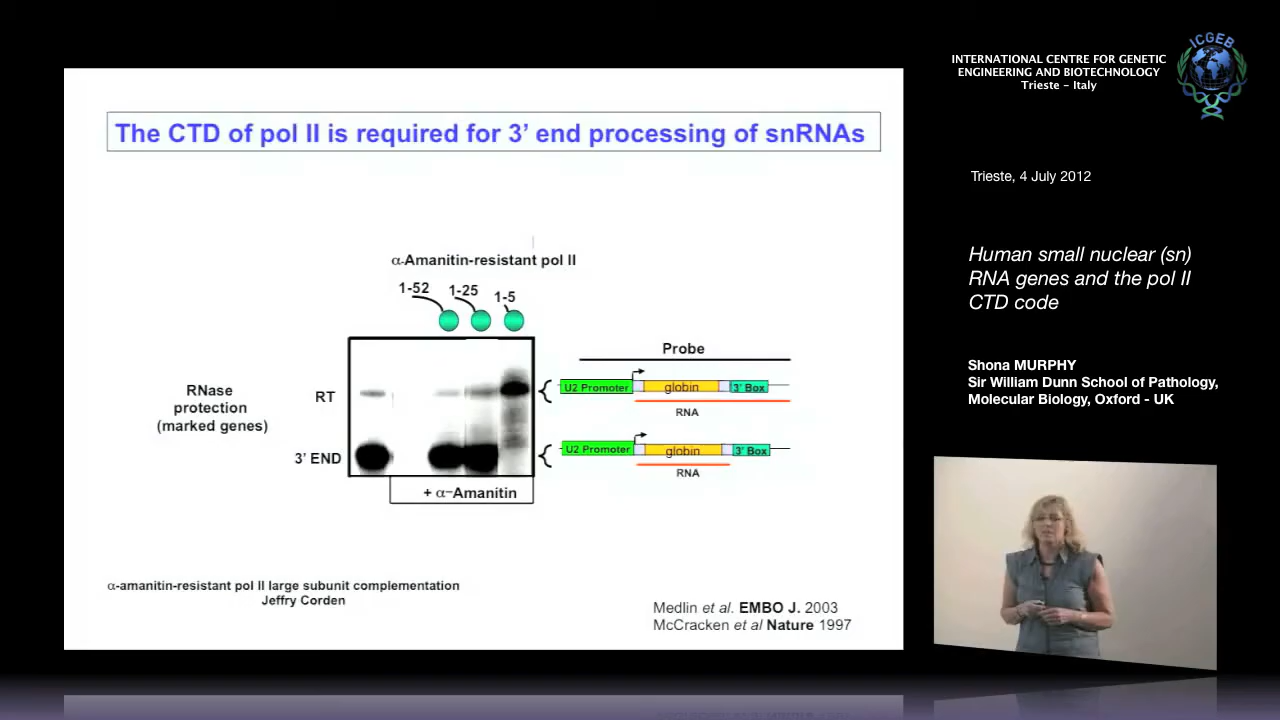 ICGEB
INTERNATIONAL CENTRE FOR GENETIC
ENGINEERING AND BIOTECHNOLOGY
Trieste – Italy
The CTD of pol II is required for 3’ end processing of snRNAs
Trieste, 4 July 2012
Human small nuclear (sn)
RNA genes and the pol II
CTD code
Shona MURPHY
Sir William Dunn School of Pathology,
Molecular Biology, Oxford - UK
α-Amanitin-resistant pol II
1-52 1-25 1-5
Probe
RNase
protection
(marked genes)
RT
3’ END
U2 Promoter globin 3’ Box
RNA
U2 Promoter globin 3’ Box
RNA
+ α−Amanitin
α-amanitin-resistant pol II large subunit complementation
Jeffry Corden
Medlin et al. EMBO J. 2003
McCracken et al Nature 1997